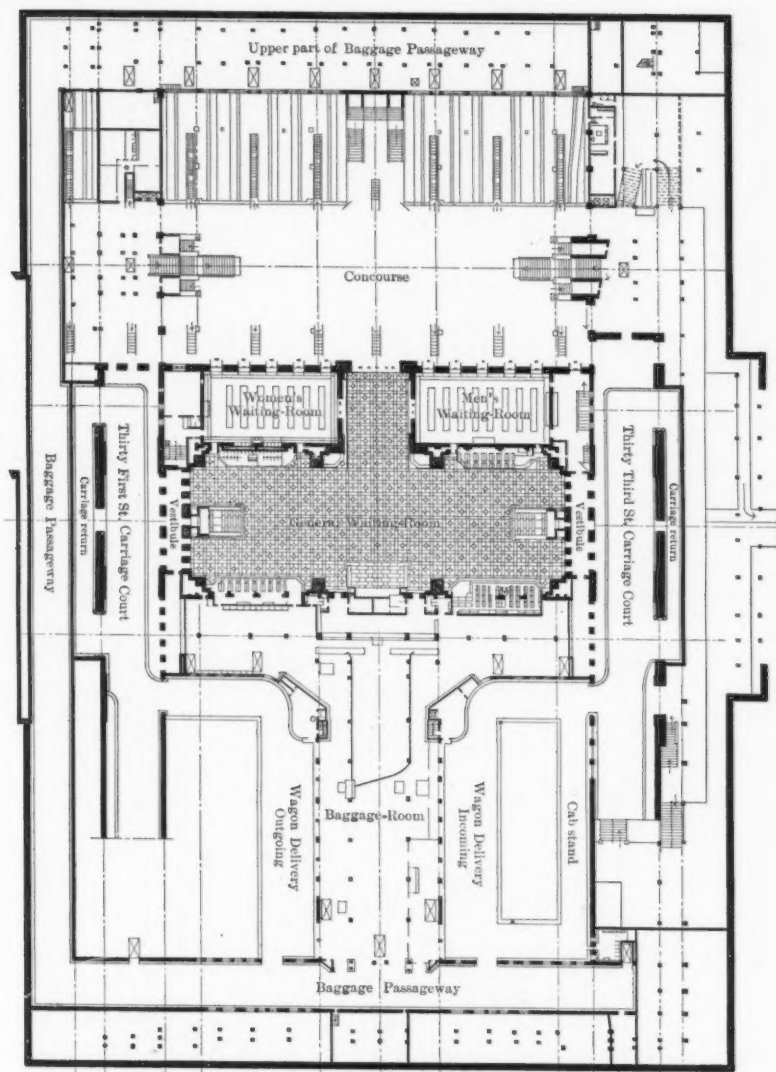 Upper part of Baggage Passageway
Concourse
Women's
Waiting-Room
Men's
Waiting-Room
Baggage Passageway
Carriage return
Thirty First St. Carriage Court
Vestibule
General Waiting-Room
Vestibule
Thirty Third St. Carriage Court
Carriage return
Wagon Delivery
Outgoing
Baggage-Room
Wagon Delivery
Incoming
Cab stand
Baggage Passageway